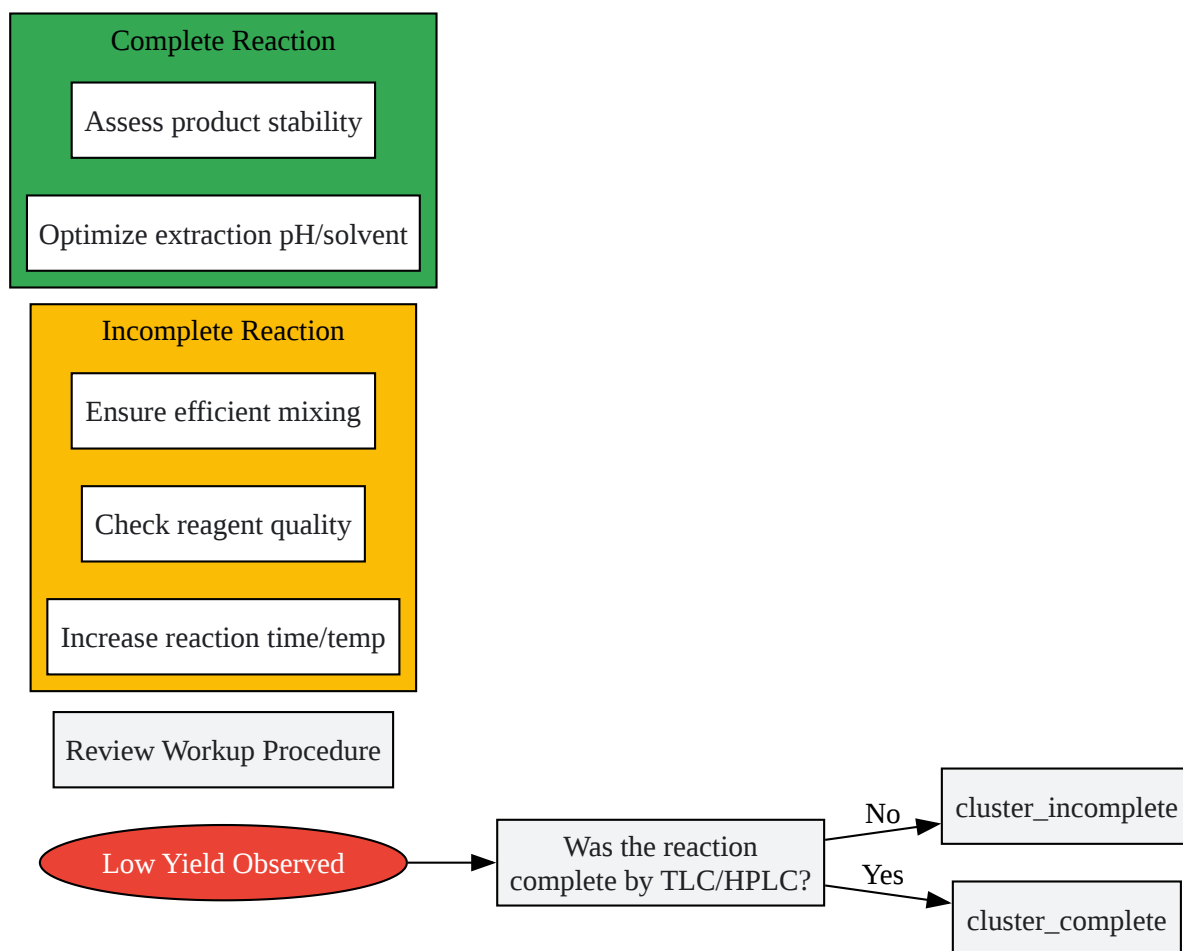 Complete Reaction
Assess product stability
Optimize extraction pH/solvent
Incomplete Reaction
Ensure efficient mixing
Check reagent quality
Increase reaction time/temp
Review Workup Procedure
Low Yield Observed
Was the reaction
complete by TLC/HPLC?
No
cluster_incomplete
Yes
cluster_complete